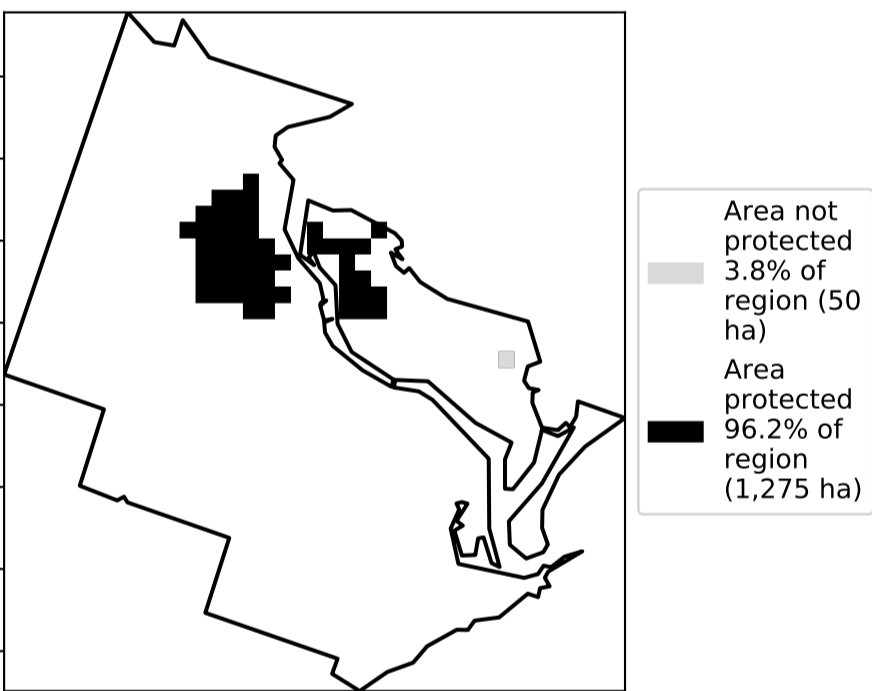 Area not
protected
3.8% of
region (50
ha)
Area
protected
96.2% of
region
(1,275 ha)